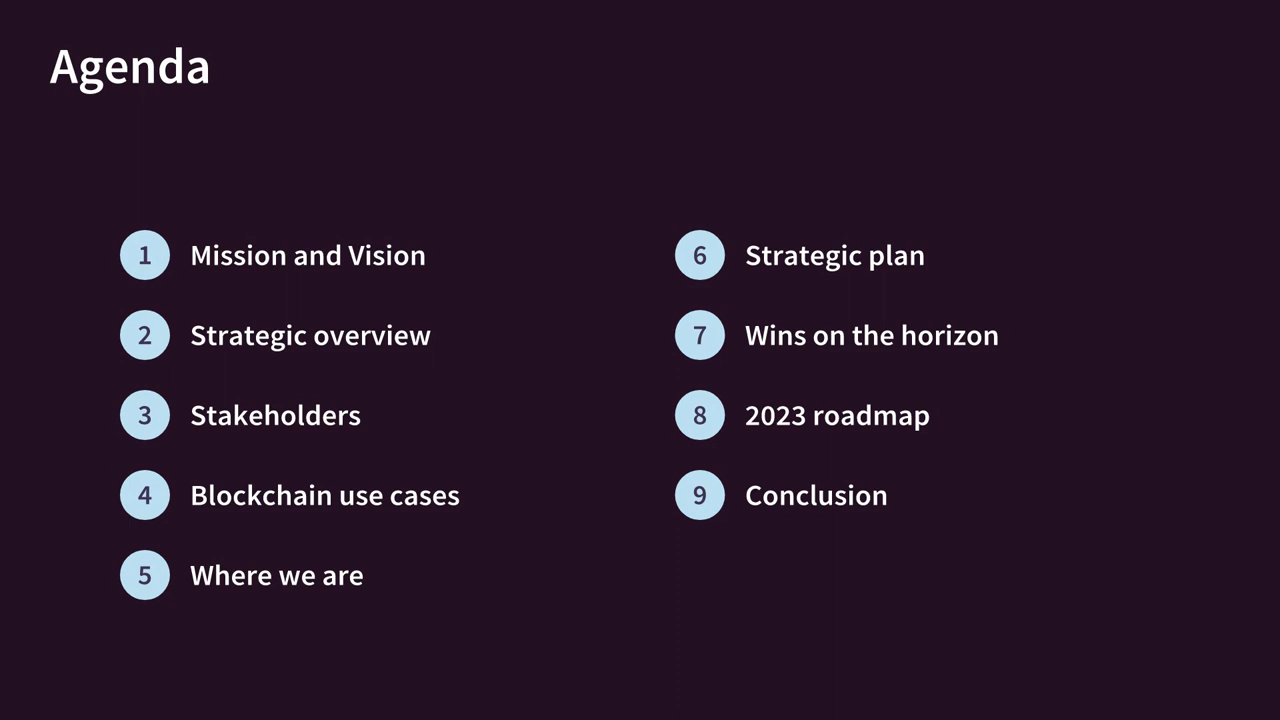 Agenda
1 Mission and Vision
2 Strategic overview
3 Stakeholders
4 Blockchain use cases
5 Where we are
6 Strategic plan
7 Wins on the horizon
8 2023 roadmap
9 Conclusion